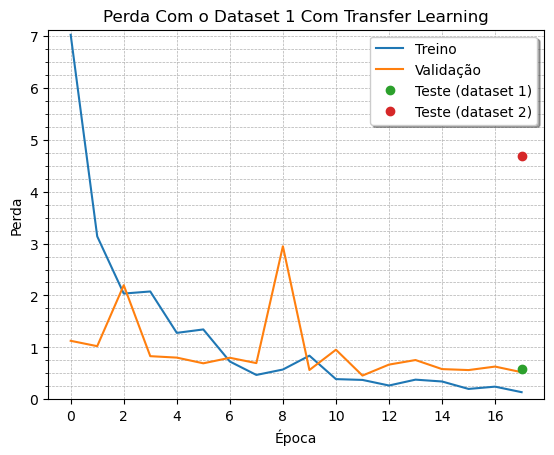 Perda Com o Dataset 1 Com Transfer Learning
Treino
Validação
Teste (dataset 1)
Teste (dataset 2)
7
6
5
4
3
2
1
0
Perda
0 2 4 6 8 10 12 14 16
Época